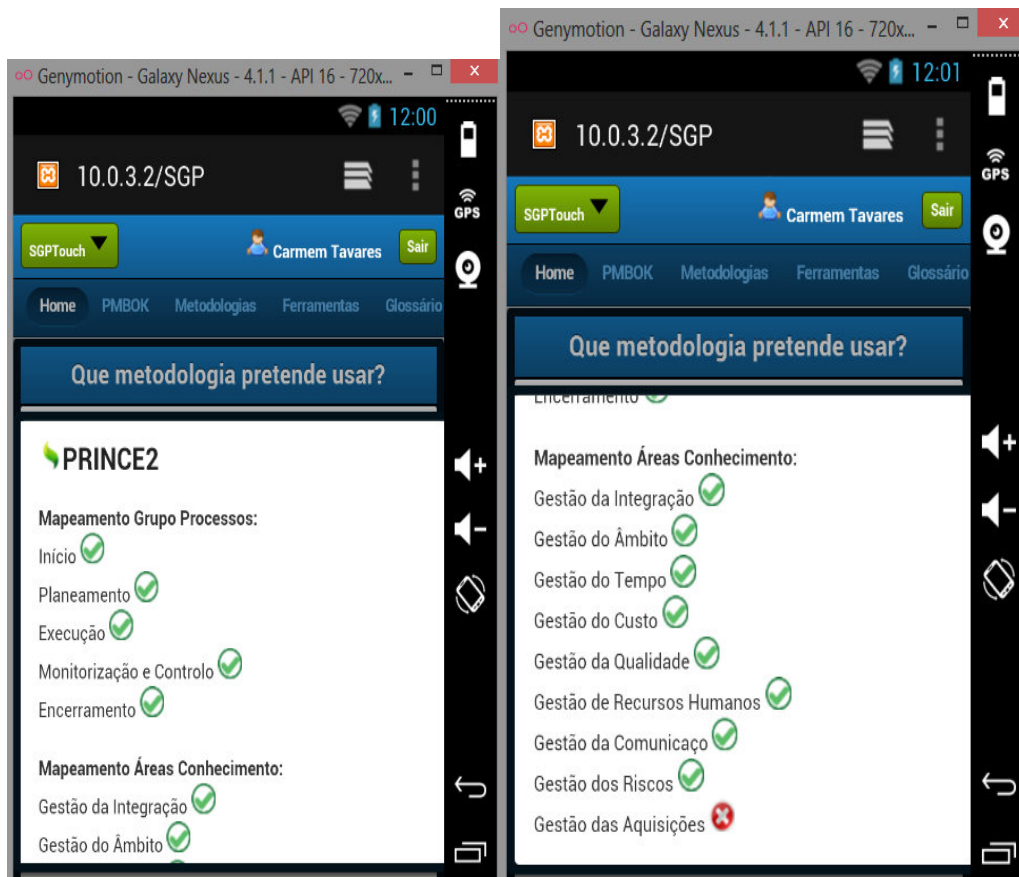 Genymotion - Galaxy Nexus - 4.1.1 - API 16 - 720x...
12:00
10.0.3.2/SGP
GPS
SGPTouch
Carmem Tavares
Sair
Home PMBOK Metodologias Ferramentas Glossário
Que metodologia pretende usar?
PRINCE2
Mapeamento Grupo Processos:
Início
Planeamento
Execução
Monitorização e Controlo
Encerramento
Mapeamento Áreas Conhecimento:
Gestão da Integração
Gestão do Âmbito
Genymotion - Galaxy Nexus - 4.1.1 - API 16 - 720x...
12:01
10.0.3.2/SGP
GPS
SGPTouch
Carmem Tavares
Sair
Home PMBOK Metodologias Ferramentas Glossário
Que metodologia pretende usar?
Encerramento
Mapeamento Áreas Conhecimento:
Gestão da Integração
Gestão do Âmbito
Gestão do Tempo
Gestão do Custo
Gestão da Qualidade
Gestão de Recursos Humanos
Gestão da Comunicaço
Gestão dos Riscos
Gestão das Aquisições